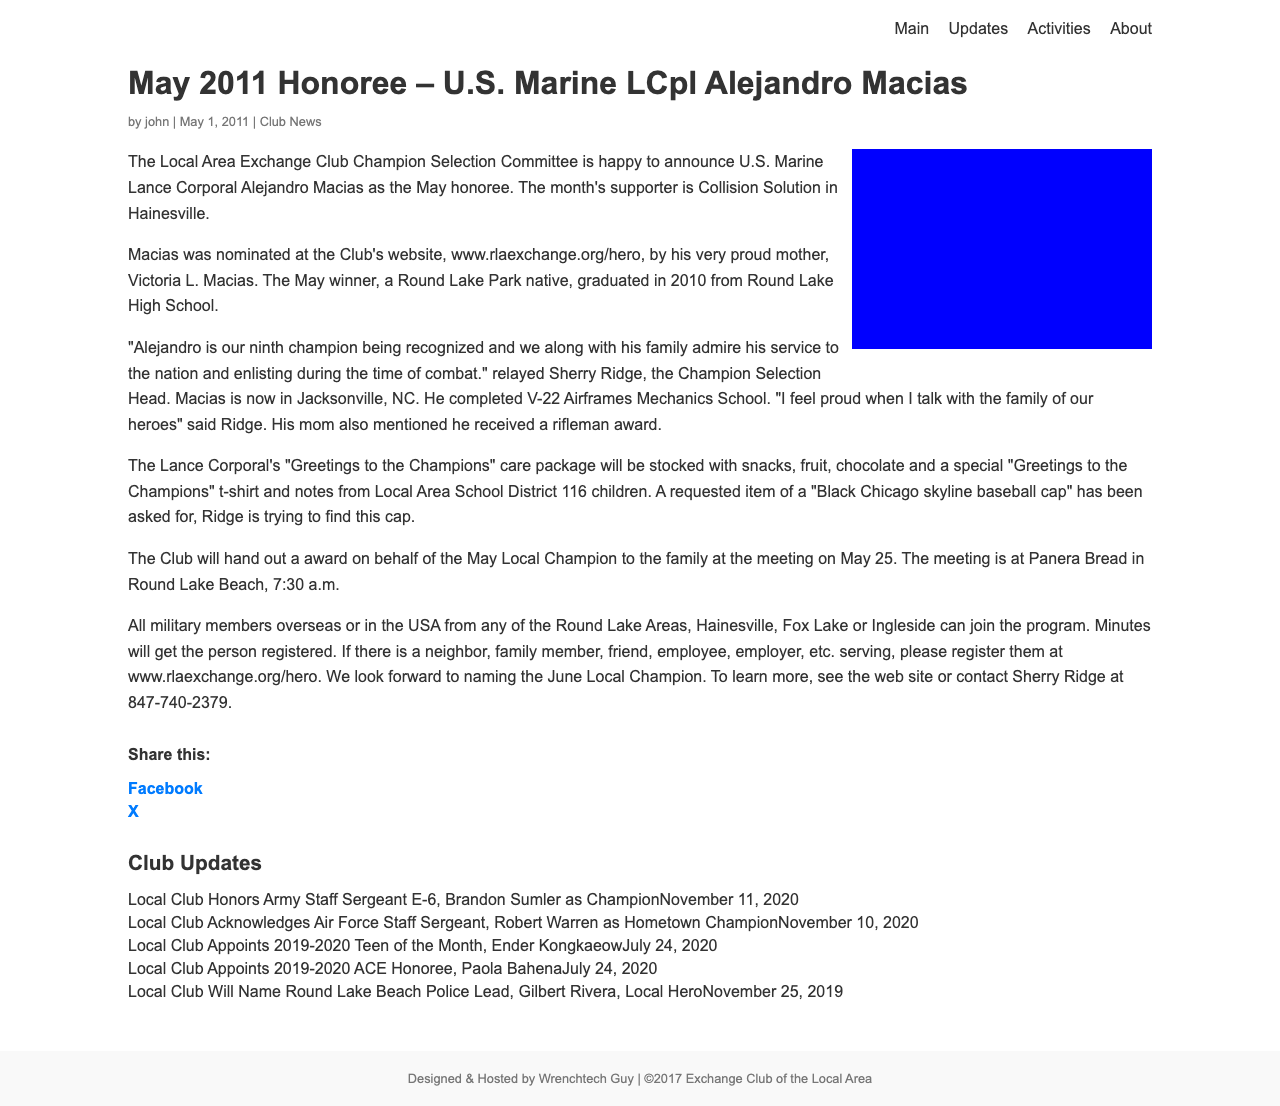 Main Updates Activities About
May 2011 Honoree – U.S. Marine LCpl Alejandro Macias
by john | May 1, 2011 | Club News
The Local Area Exchange Club Champion Selection Committee is happy to announce U.S. Marine
Lance Corporal Alejandro Macias as the May honoree. The month's supporter is Collision Solution in
Hainesville.
Macias was nominated at the Club's website, www.rlaexchange.org/hero, by his very proud mother,
Victoria L. Macias. The May winner, a Round Lake Park native, graduated in 2010 from Round Lake
High School.
"Alejandro is our ninth champion being recognized and we along with his family admire his service to
the nation and enlisting during the time of combat." relayed Sherry Ridge, the Champion Selection
Head. Macias is now in Jacksonville, NC. He completed V-22 Airframes Mechanics School. "I feel proud when I talk with the family of our
heroes" said Ridge. His mom also mentioned he received a rifleman award.
The Lance Corporal's "Greetings to the Champions" care package will be stocked with snacks, fruit, chocolate and a special "Greetings to the
Champions" t-shirt and notes from Local Area School District 116 children. A requested item of a "Black Chicago skyline baseball cap" has been
asked for, Ridge is trying to find this cap.
The Club will hand out a award on behalf of the May Local Champion to the family at the meeting on May 25. The meeting is at Panera Bread in
Round Lake Beach, 7:30 a.m.
All military members overseas or in the USA from any of the Round Lake Areas, Hainesville, Fox Lake or Ingleside can join the program. Minutes
will get the person registered. If there is a neighbor, family member, friend, employee, employer, etc. serving, please register them at
www.rlaexchange.org/hero. We look forward to naming the June Local Champion. To learn more, see the web site or contact Sherry Ridge at
847-740-2379.
Share this:
Facebook
X
Club Updates
Local Club Honors Army Staff Sergeant E-6, Brandon Sumler as ChampionNovember 11, 2020
Local Club Acknowledges Air Force Staff Sergeant, Robert Warren as Hometown ChampionNovember 10, 2020
Local Club Appoints 2019-2020 Teen of the Month, Ender KongkaeowJuly 24, 2020
Local Club Appoints 2019-2020 ACE Honoree, Paola BahenaJuly 24, 2020
Local Club Will Name Round Lake Beach Police Lead, Gilbert Rivera, Local HeroNovember 25, 2019
Designed & Hosted by Wrenchtech Guy | ©2017 Exchange Club of the Local Area